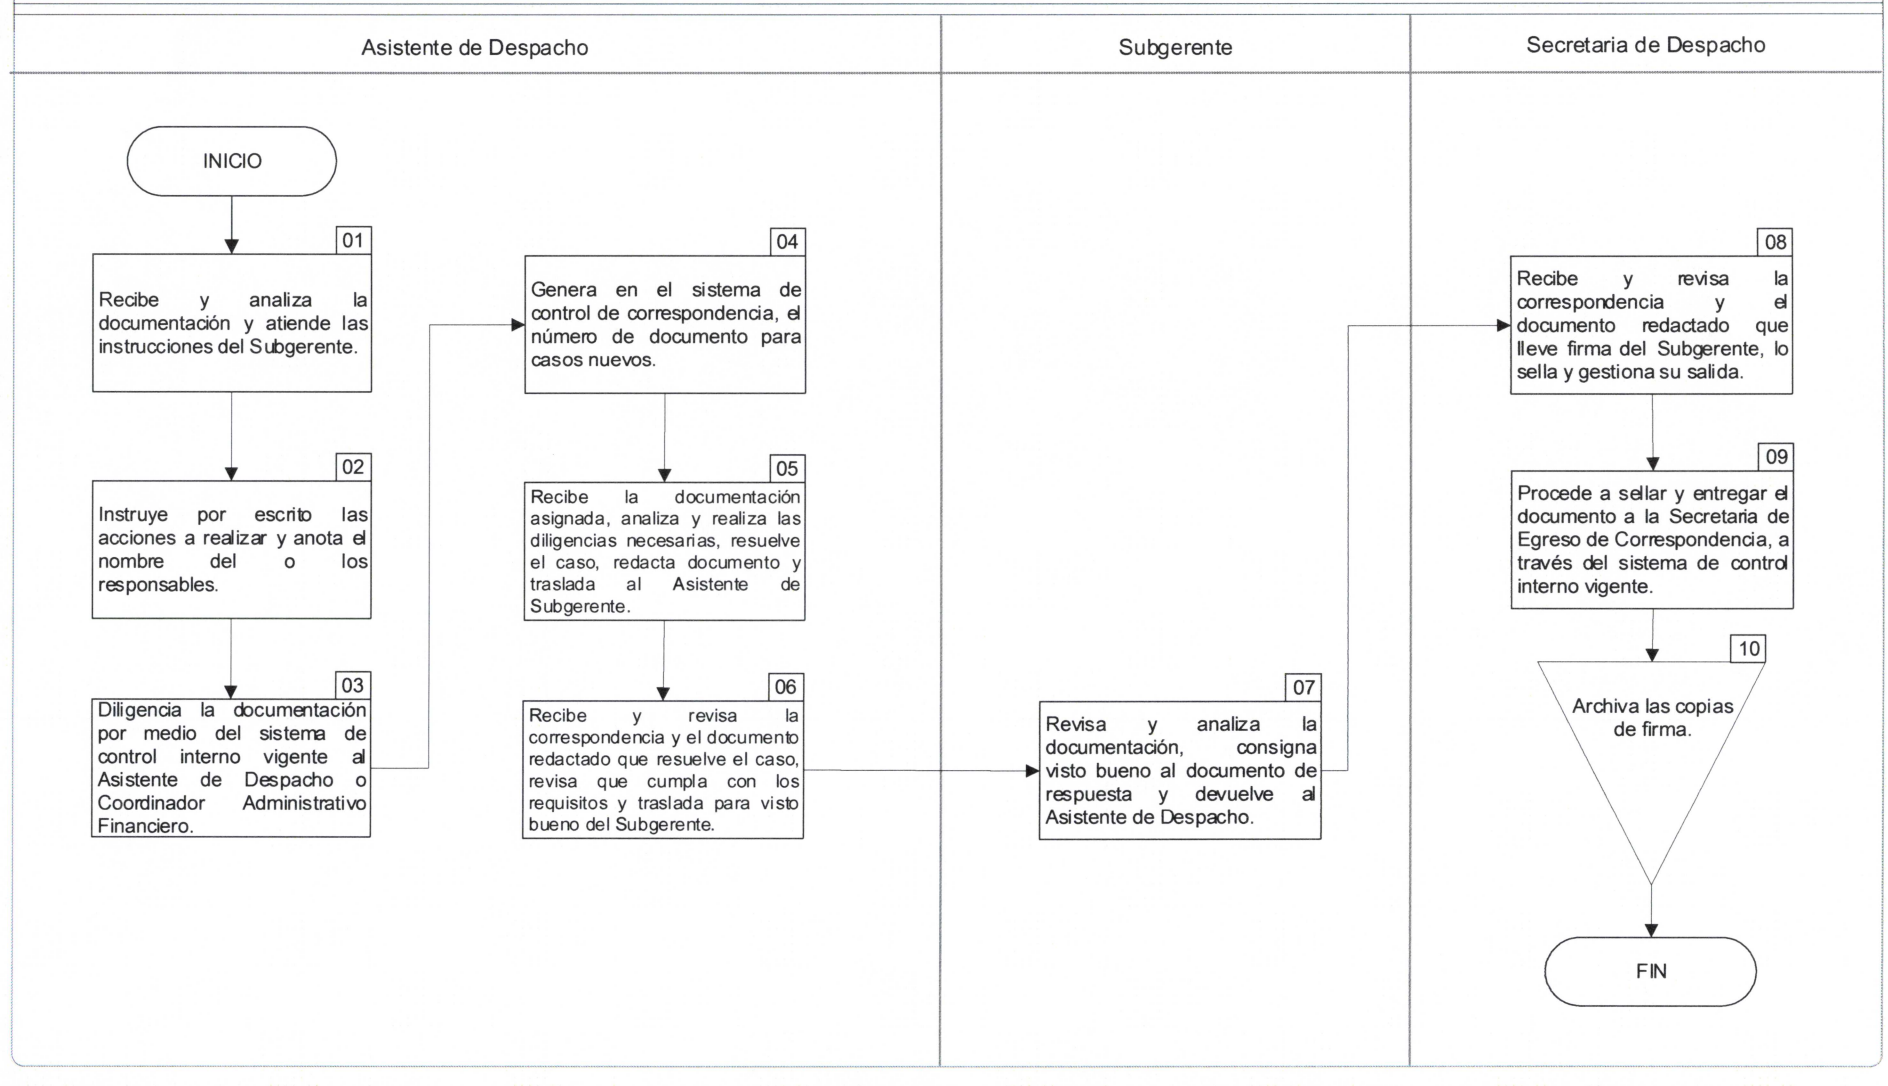 Asistente de Despacho
Subgerente
Secretaria de Despacho
INICIO
01
Recibe y analiza la
documentación y atiende las
instrucciones del Subgerente.
02
Instruye por escrito las
acciones a realizar y anota el
nombre del o los
responsables.
03
Diligencia la documentación
por medio del sistema de
control interno vigente al
Asistente de Despacho o
Coordinador Administrativo
Financiero.
04
Genera en el sistema de
control de correspondencia, el
número de documento para
casos nuevos.
05
Recibe la documentación
asignada, analiza y realiza las
diligencias necesarias, resuelve
el caso, redacta documento y
traslada al Asistente de
Subgerente.
06
Recibe y revisa la
correspondencia y el documento
redactado que resuelve el caso,
revisa que cumpla con los
requisitos y traslada para visto
bueno del Subgerente.
07
Revisa y analiza la
documentación, consigna
visto bueno al documento de
respuesta y devuelve al
Asistente de Despacho.
08
Recibe y revisa la
correspondencia y el
documento redactado que
lleve firma del Subgerente, lo
sella y gestiona su salida.
09
Procede a sellar y entregar el
documento a la Secretaria de
Egreso de Correspondencia, a
través del sistema de control
interno vigente.
10
Archiva las copias
de firma.
FIN